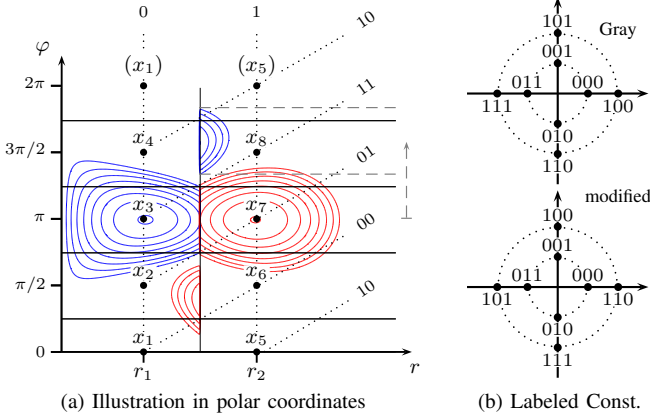 0 1 10
φ
2π (x₁) (x₅) 11
3π/2 x₄ x₈ 01
π x₃ x₇ 00
π/2 x₂ x₆ 10
0 x₁ x₅
r₁ r₂ r
(a) Illustration in polar coordinates
101
Gray
001
011 000
111 100
010
110
modified
100
001
011 000
101 110
010
111
(b) Labeled Const.